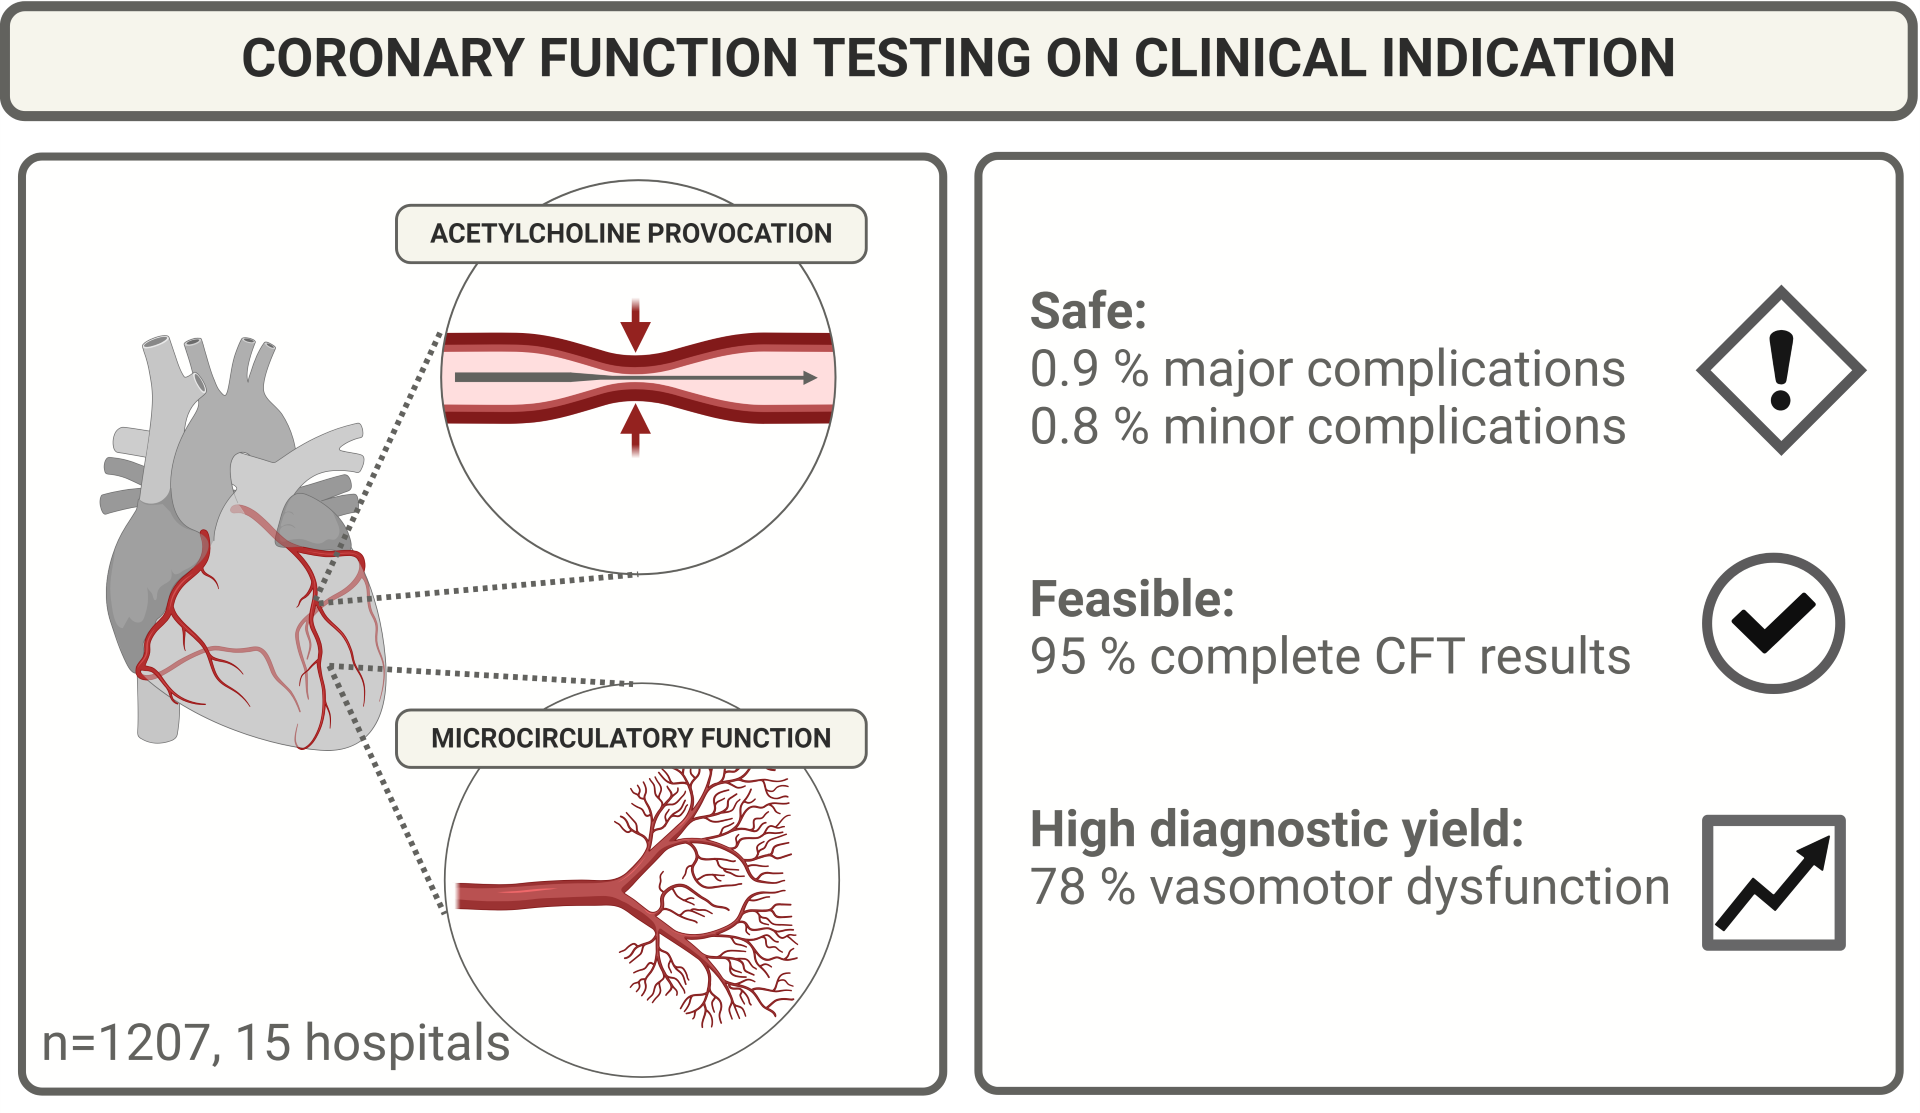 CORONARY FUNCTION TESTING ON CLINICAL INDICATION
ACETYLCHOLINE PROVOCATION
MICROCIRCULATORY FUNCTION
n=1207, 15 hospitals
Safe:
0.9 % major complications
0.8 % minor complications
Feasible:
95 % complete CFT results
High diagnostic yield:
78 % vasomotor dysfunction